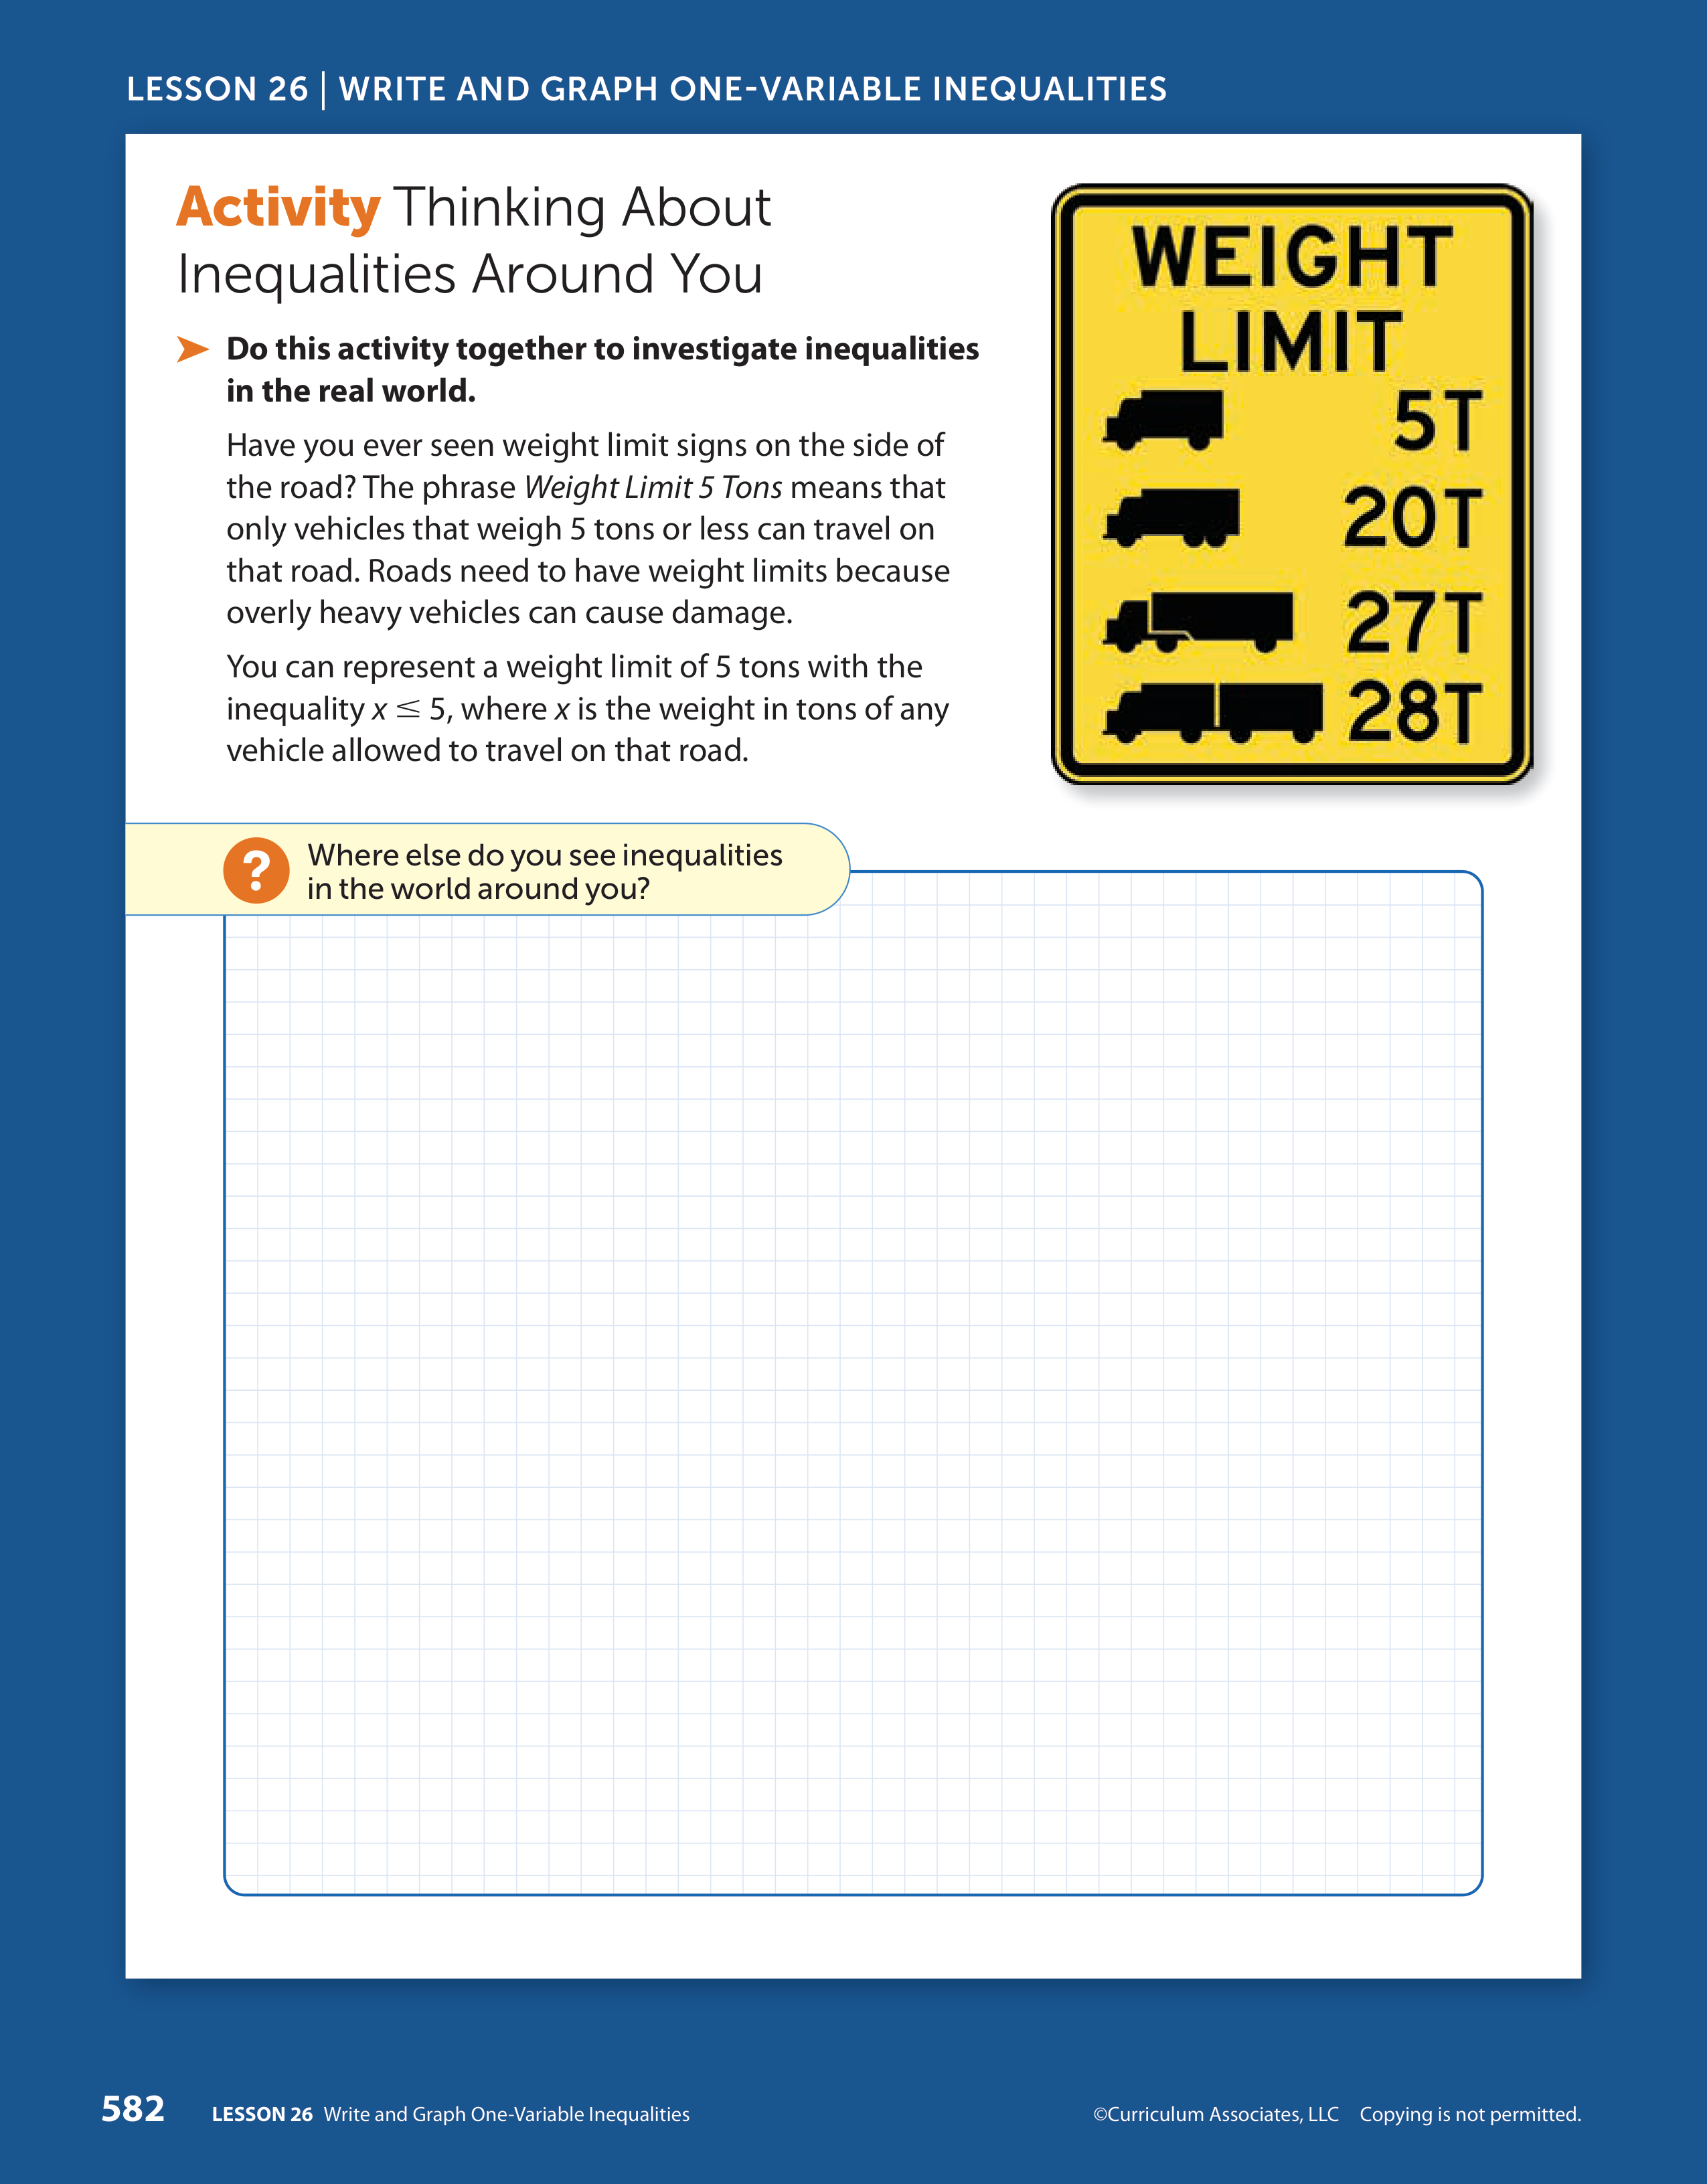 LESSON 26 | WRITE AND GRAPH ONE-VARIABLE INEQUALITIES
Activity Thinking About
Inequalities Around You
Do this activity together to investigate inequalities
in the real world.
Have you ever seen weight limit signs on the side of
the road? The phrase Weight Limit 5 Tons means that
only vehicles that weigh 5 tons or less can travel on
that road. Roads need to have weight limits because
overly heavy vehicles can cause damage.
You can represent a weight limit of 5 tons with the
inequality x ≤ 5, where x is the weight in tons of any
vehicle allowed to travel on that road.
WEIGHT
LIMIT
5T
20T
27T
28T
? Where else do you see inequalities
in the world around you?
582 LESSON 26 Write and Graph One-Variable Inequalities
©Curriculum Associates, LLC Copying is not permitted.